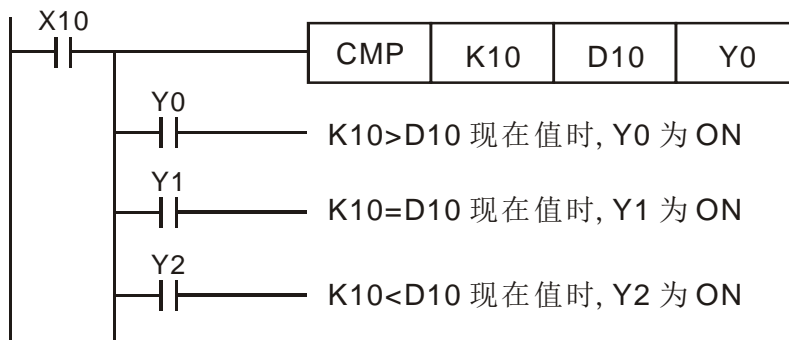 X10
CMP K10 D10 Y0
Y0
K10>D10 现在值时, Y0 为 ON
Y1
K10=D10 现在值时, Y1 为 ON
Y2
K10<D10 现在值时, Y2 为 ON